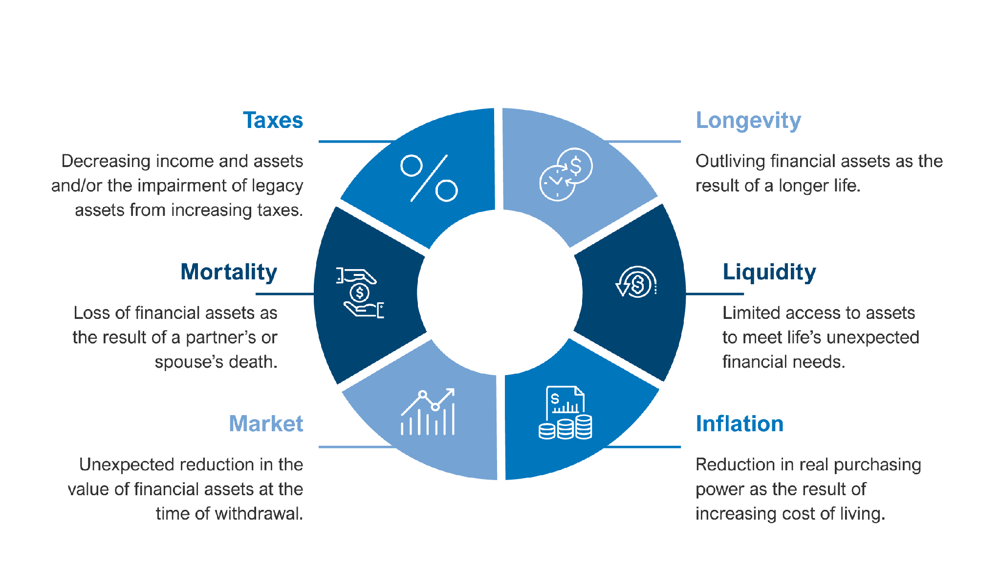 Taxes
Decreasing income and assets
and/or the impairment of legacy
assets from increasing taxes.
Mortality
Loss of financial assets as
the result of a partner’s or
spouse’s death.
Market
Unexpected reduction in the
value of financial assets at the
time of withdrawal.
Longevity
Outliving financial assets as the
result of a longer life.
Liquidity
Limited access to assets
to meet life’s unexpected
financial needs.
Inflation
Reduction in real purchasing
power as the result of
increasing cost of living.